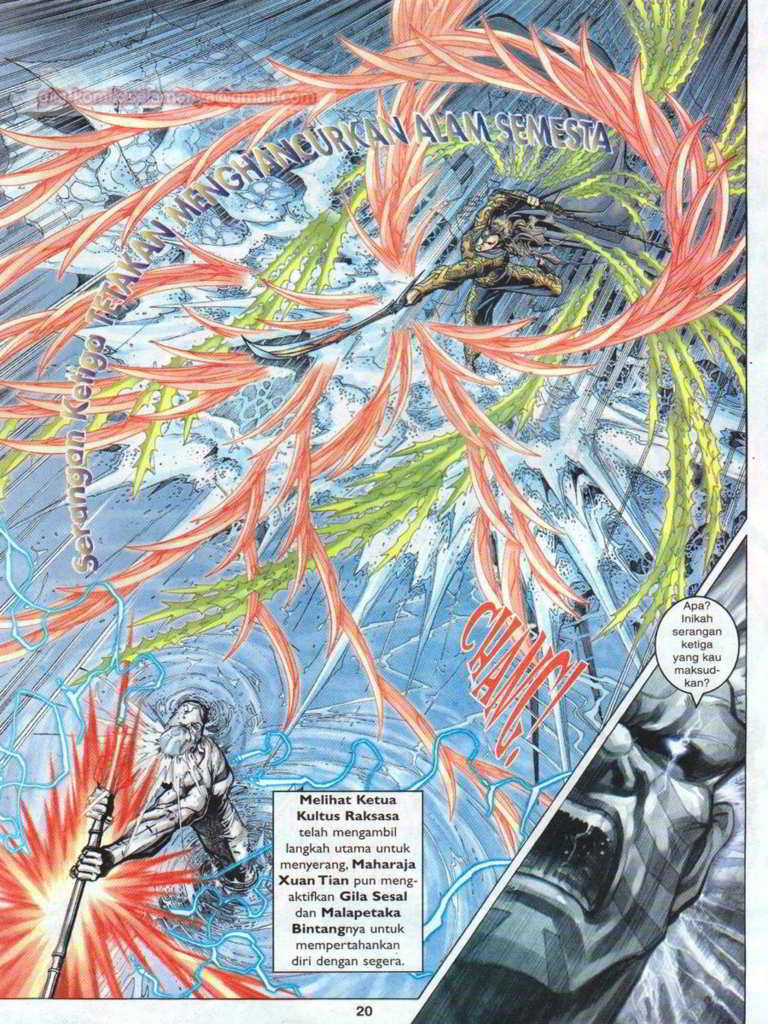 Serangan Ketiga TETAKAN MENGHANCURKAN ALAM SEMESTA
Apa?
Inikah
serangan
ketiga
yang kau
maksud-
kan?
CHANG!
Melihat Ketua
Kultus Raksasa
telah mengambil
langkah utama untuk
menyerang, Maharaja
Xuan Tian pun meng-
aktifkan Gila Sesal
dan Malapetaka
Bintangnya untuk
mempertahankan
diri dengan segera.
20